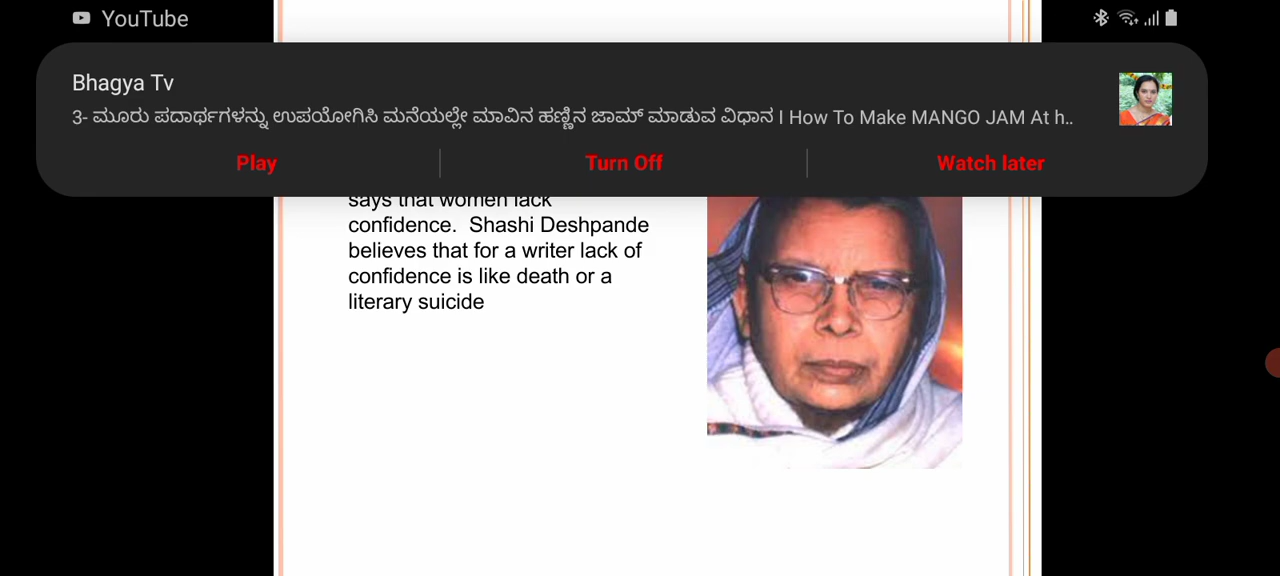 YouTube
Bhagya Tv
3- ಮೂರು ಪದಾರ್ಥಗಳನ್ನು ಉಪಯೋಗಿಸಿ ಮನೆಯಲ್ಲೇ ಮಾವಿನ ಹಣ್ಣಿನ ಜಾಮ್ ಮಾಡುವ ವಿಧಾನ I How To Make MANGO JAM At h..
Play Turn Off Watch later
says that women lack
confidence. Shashi Deshpande
believes that for a writer lack of
confidence is like death or a
literary suicide